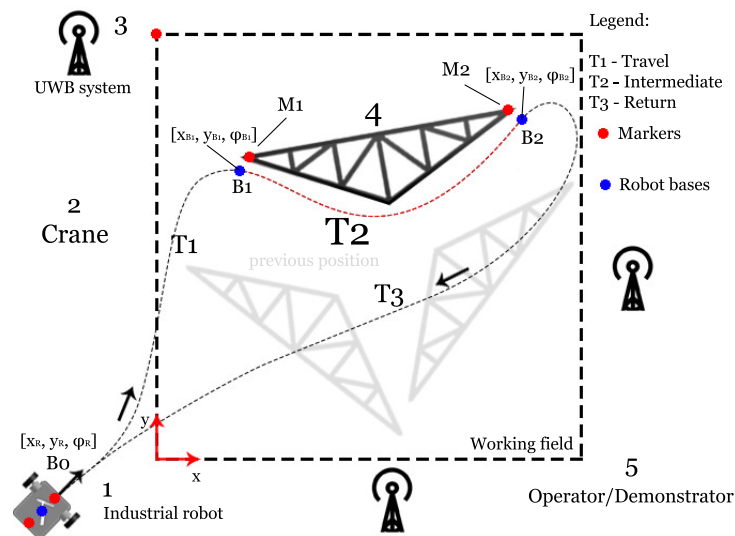 3
UWB system
Legend:
T1 - Travel
T2 - Intermediate
T3 - Return
Markers
Robot bases
M2
[xB2, yB2, φB2]
M1
4
[xB1, yB1, φB1]
B2
B1
2
Crane
T1
T2
previous position
T3
y
x
Working field
[xR, yR, φR]
B0
1
Industrial robot
5
Operator/Demonstrator